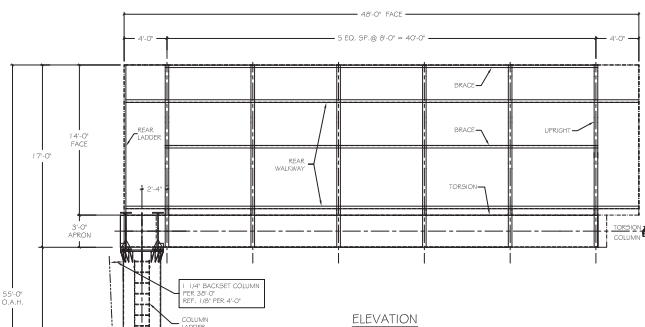 48'-0" FACE
4'-0"
5 EQ. SP. @ 8'-0" = 40'-0"
4'-0"
BRACE
REAR
LADDER
14'-0"
FACE
BRACE
UPRIGHT
17'-0"
REAR
WALKWAY
2'-4"
TORSION
3'-0"
APRON
TORSION
COLUMN
1 1/4" BACKSET COLUMN
PER 38'-0"
REF. 1/8" PER 4'-0"
55'-0"
O.A.H.
COLUMN
LADDER
ELEVATION